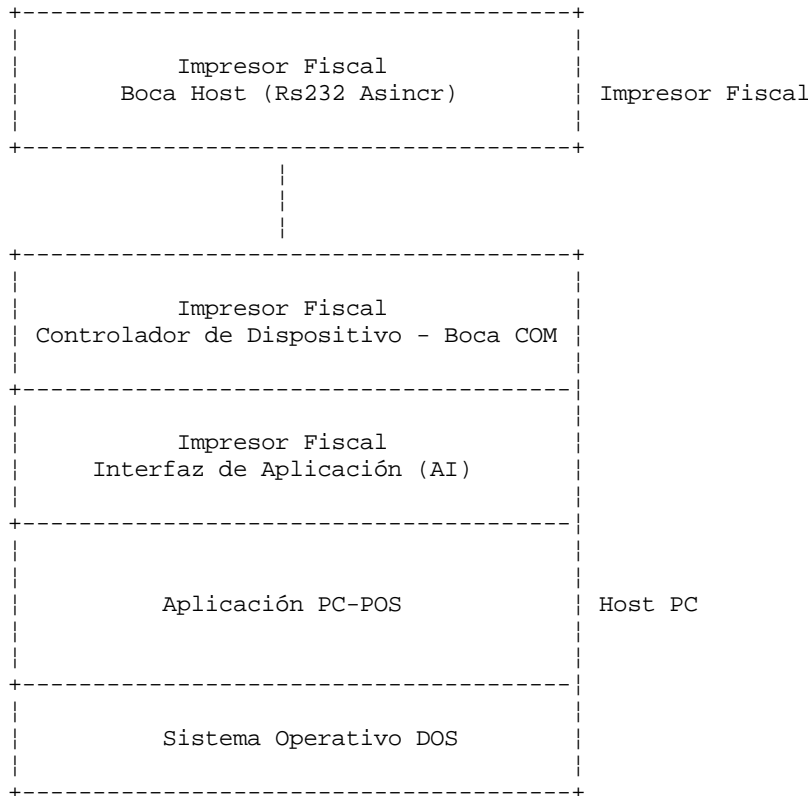 Impresor Fiscal
Boca Host (Rs232 Asincr)
Impresor Fiscal
Impresor Fiscal
Controlador de Dispositivo - Boca COM
Impresor Fiscal
Interfaz de Aplicación (AI)
Aplicación PC-POS
Host PC
Sistema Operativo DOS